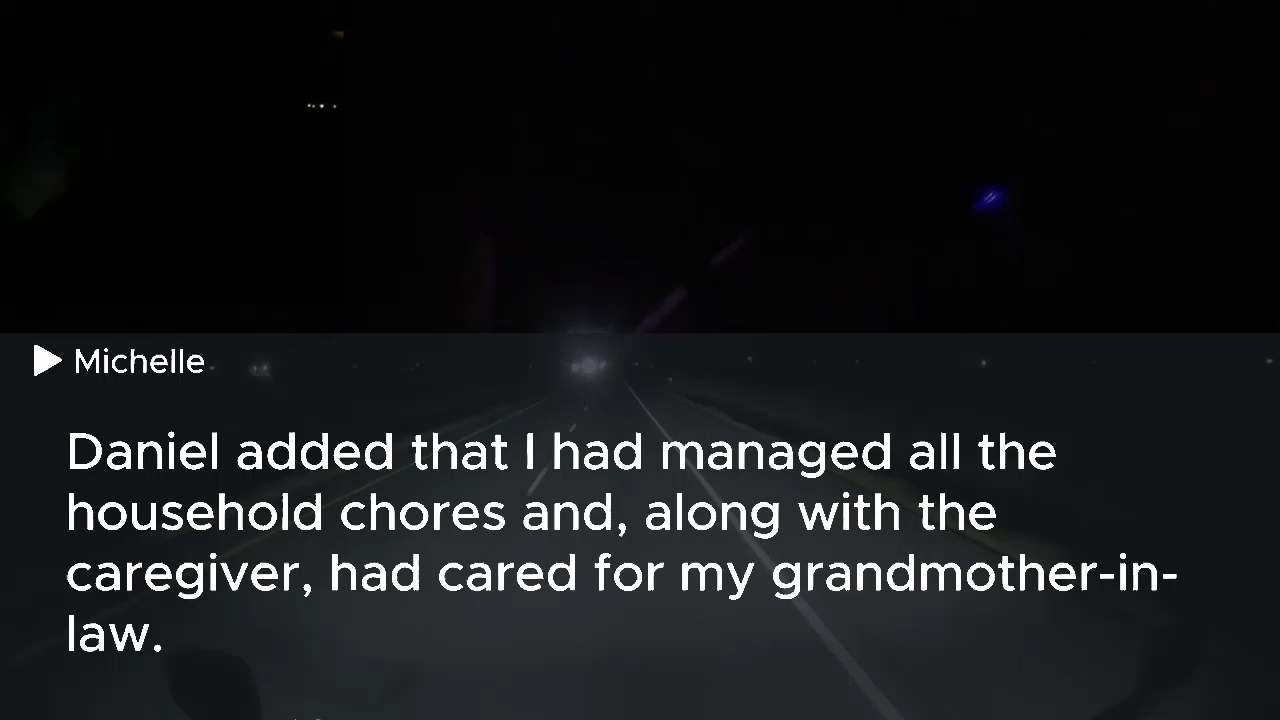 Michelle
Daniel added that I had managed all the
household chores and, along with the
caregiver, had cared for my grandmother-in-
law.